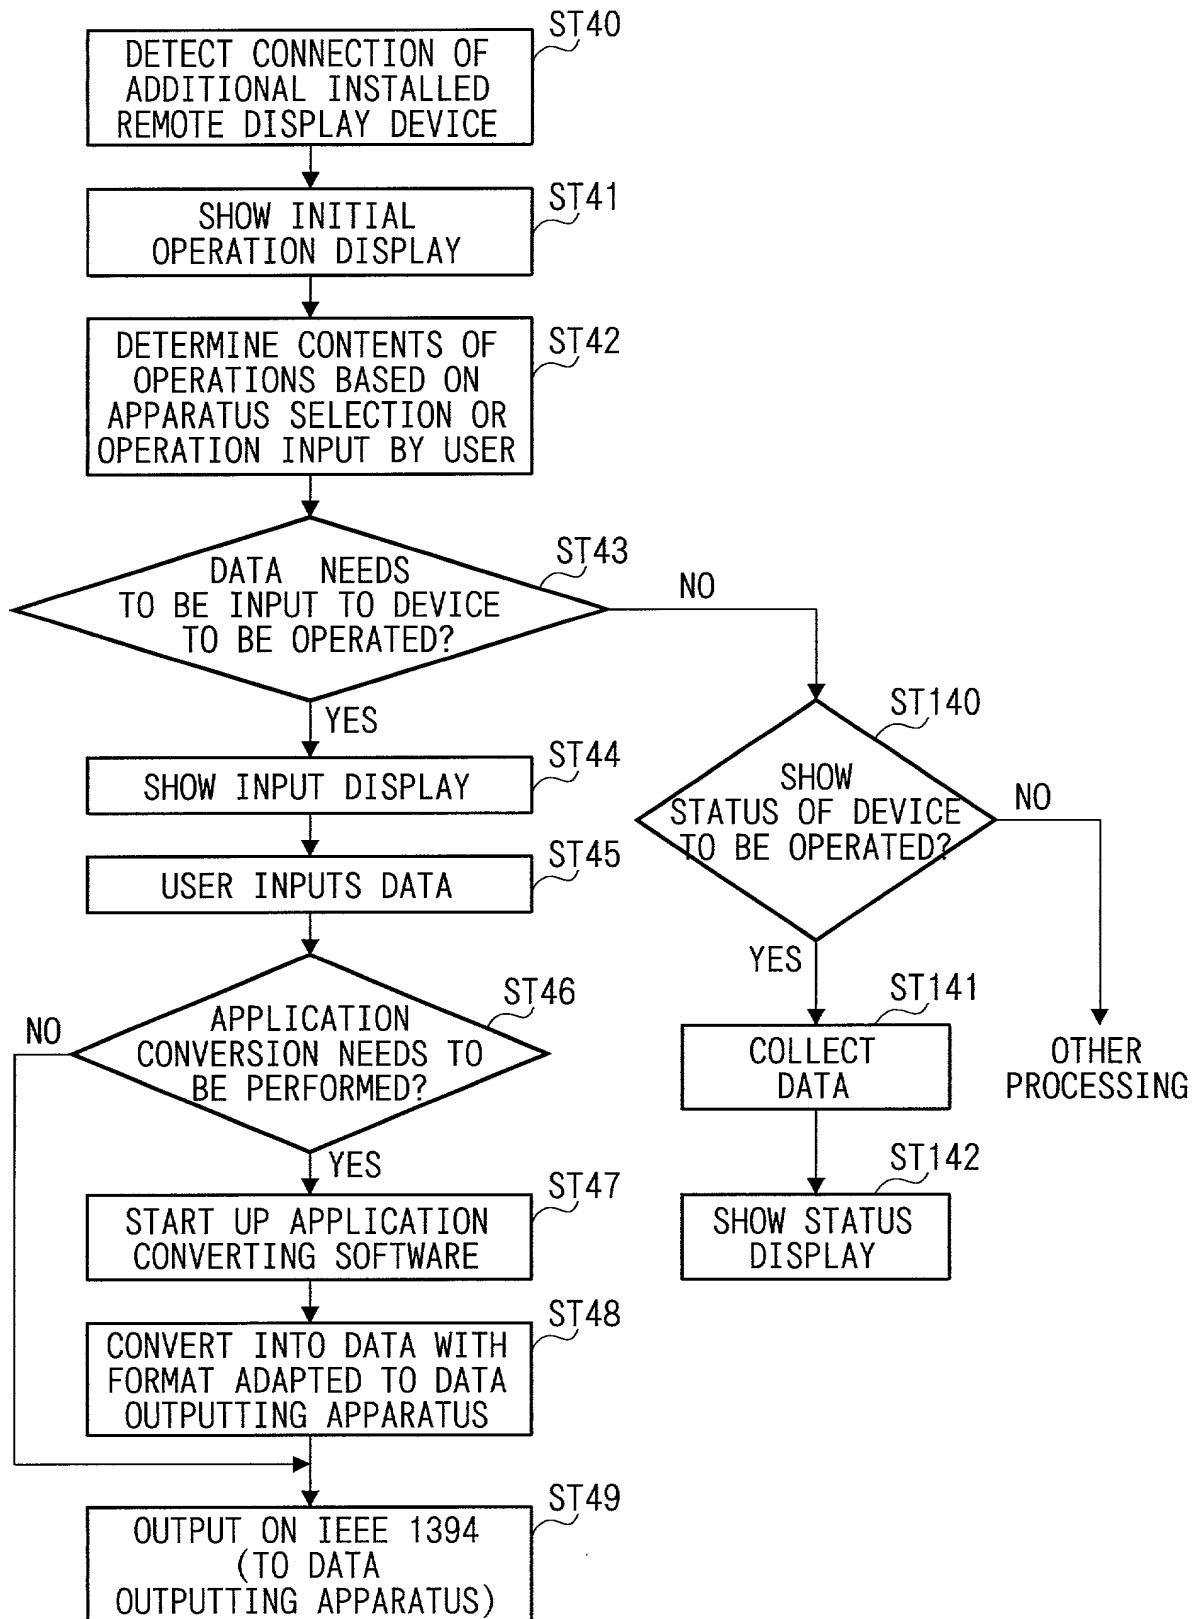 ST40
DETECT CONNECTION OF
ADDITIONAL INSTALLED
REMOTE DISPLAY DEVICE
ST41
SHOW INITIAL
OPERATION DISPLAY
ST42
DETERMINE CONTENTS OF
OPERATIONS BASED ON
APPARATUS SELECTION OR
OPERATION INPUT BY USER
ST43
DATA NEEDS
TO BE INPUT TO DEVICE
TO BE OPERATED?
NO
YES
ST44
SHOW INPUT DISPLAY
ST45
USER INPUTS DATA
ST46
APPLICATION
CONVERSION NEEDS TO
BE PERFORMED?
NO
YES
ST47
START UP APPLICATION
CONVERTING SOFTWARE
ST48
CONVERT INTO DATA WITH
FORMAT ADAPTED TO DATA
OUTPUTTING APPARATUS
ST49
OUTPUT ON IEEE 1394
(TO DATA
OUTPUTTING APPARATUS)
ST140
SHOW
STATUS OF DEVICE
TO BE OPERATED?
NO
YES
ST141
COLLECT
DATA
OTHER
PROCESSING
ST142
SHOW STATUS
DISPLAY